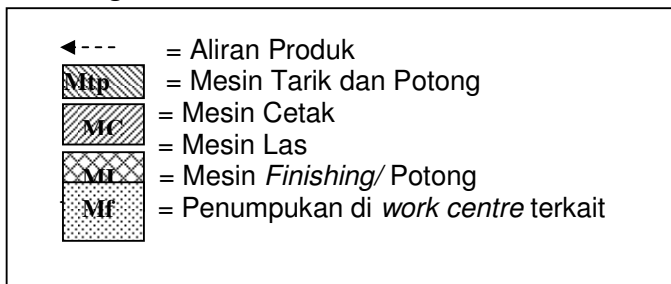 = Aliran Produk
Mtp = Mesin Tarik dan Potong
MC = Mesin Cetak
= Mesin Las
ML = Mesin Finishing/ Potong
Mf = Penumpukan di work centre terkait